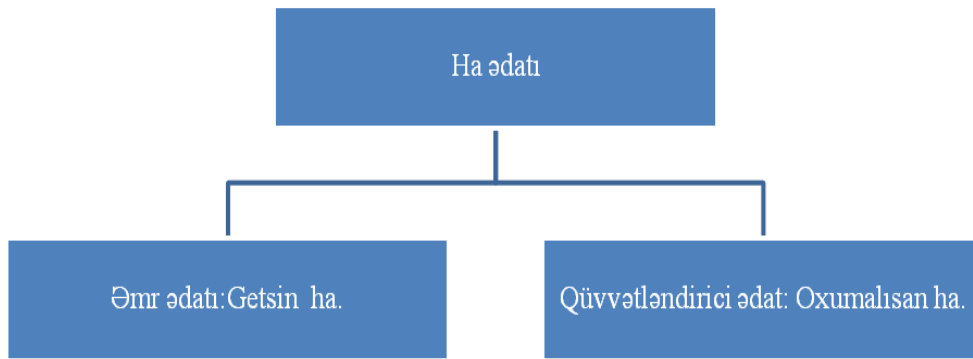 Ha ədatı
Əmr ədatı:Getsin ha.
Qüvvətləndirici ədat: Oxumalısan ha.